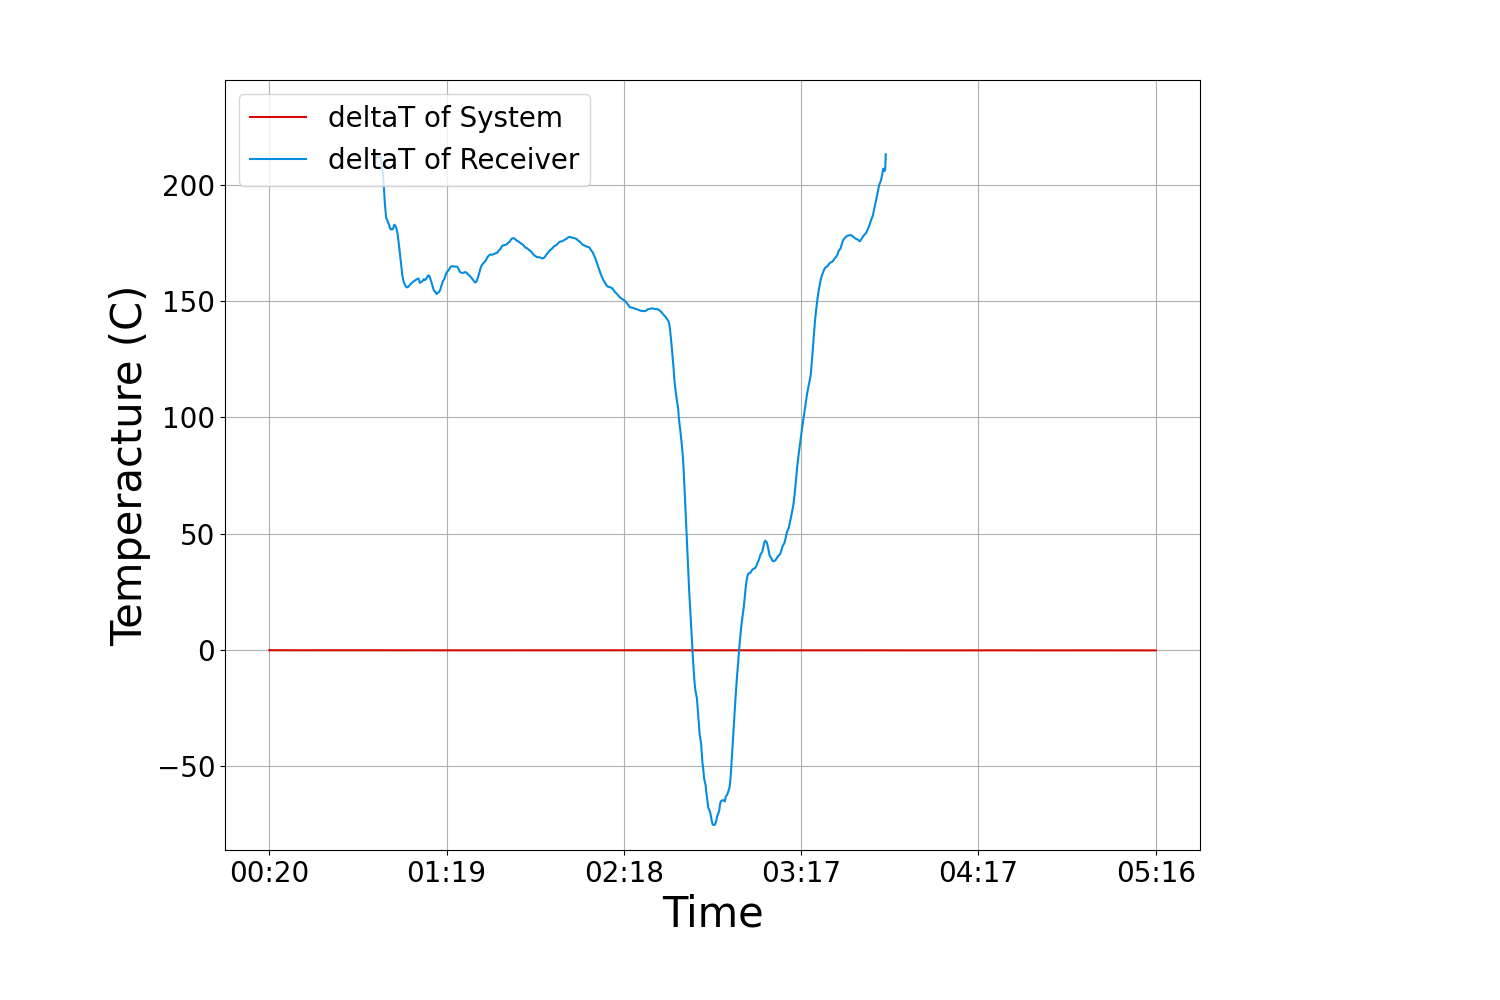 deltaT of System
deltaT of Receiver
Temperacture (C)
200
150
100
50
0
−50
00:20 01:19 02:18 03:17 04:17 05:16
Time